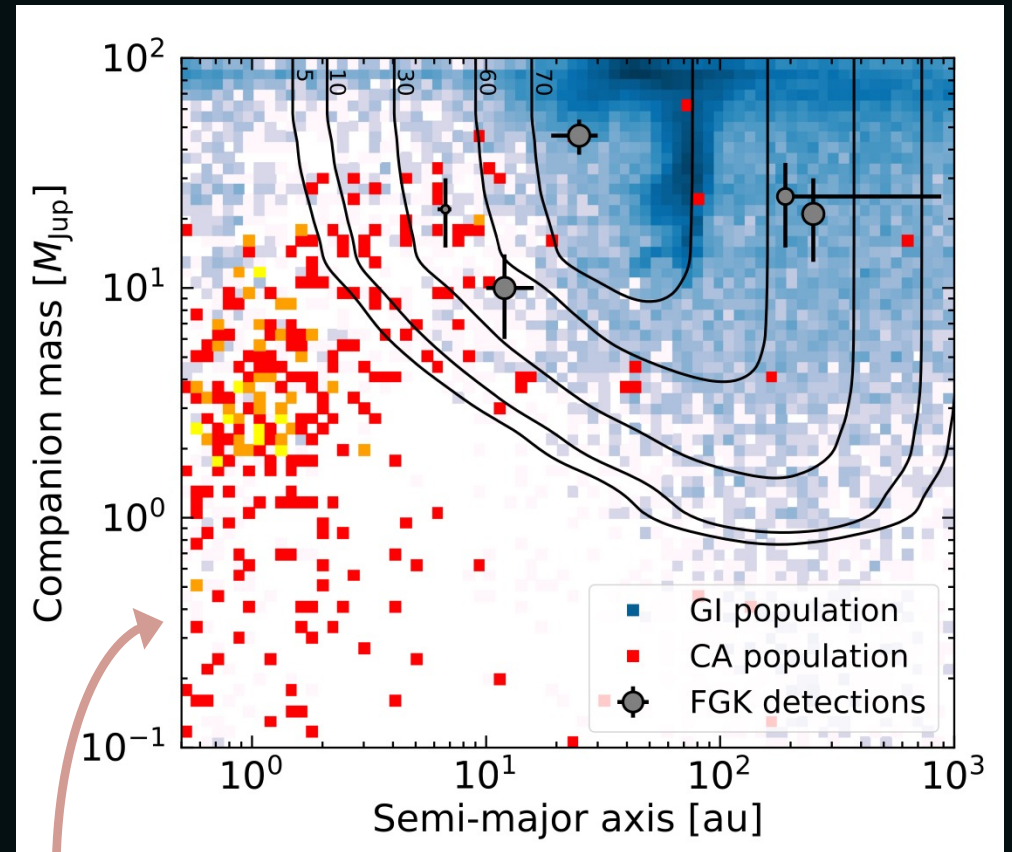 10²
10¹
10⁰
10⁻¹
Companion mass [M_Jup]
5 10 30 60 70
GI population
CA population
FGK detections
10⁰ 10¹ 10² 10³
Semi-major axis [au]